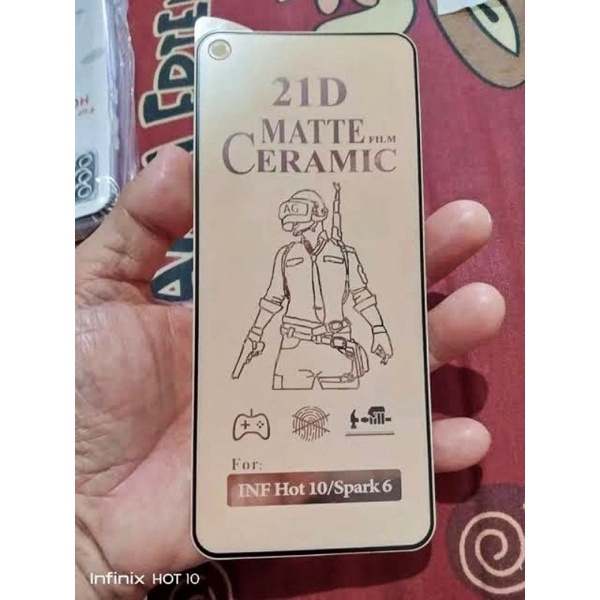 21D
MATTE FILM
CERAMIC
AG
For:
INF Hot 10/Spark 6
Infinix HOT 10